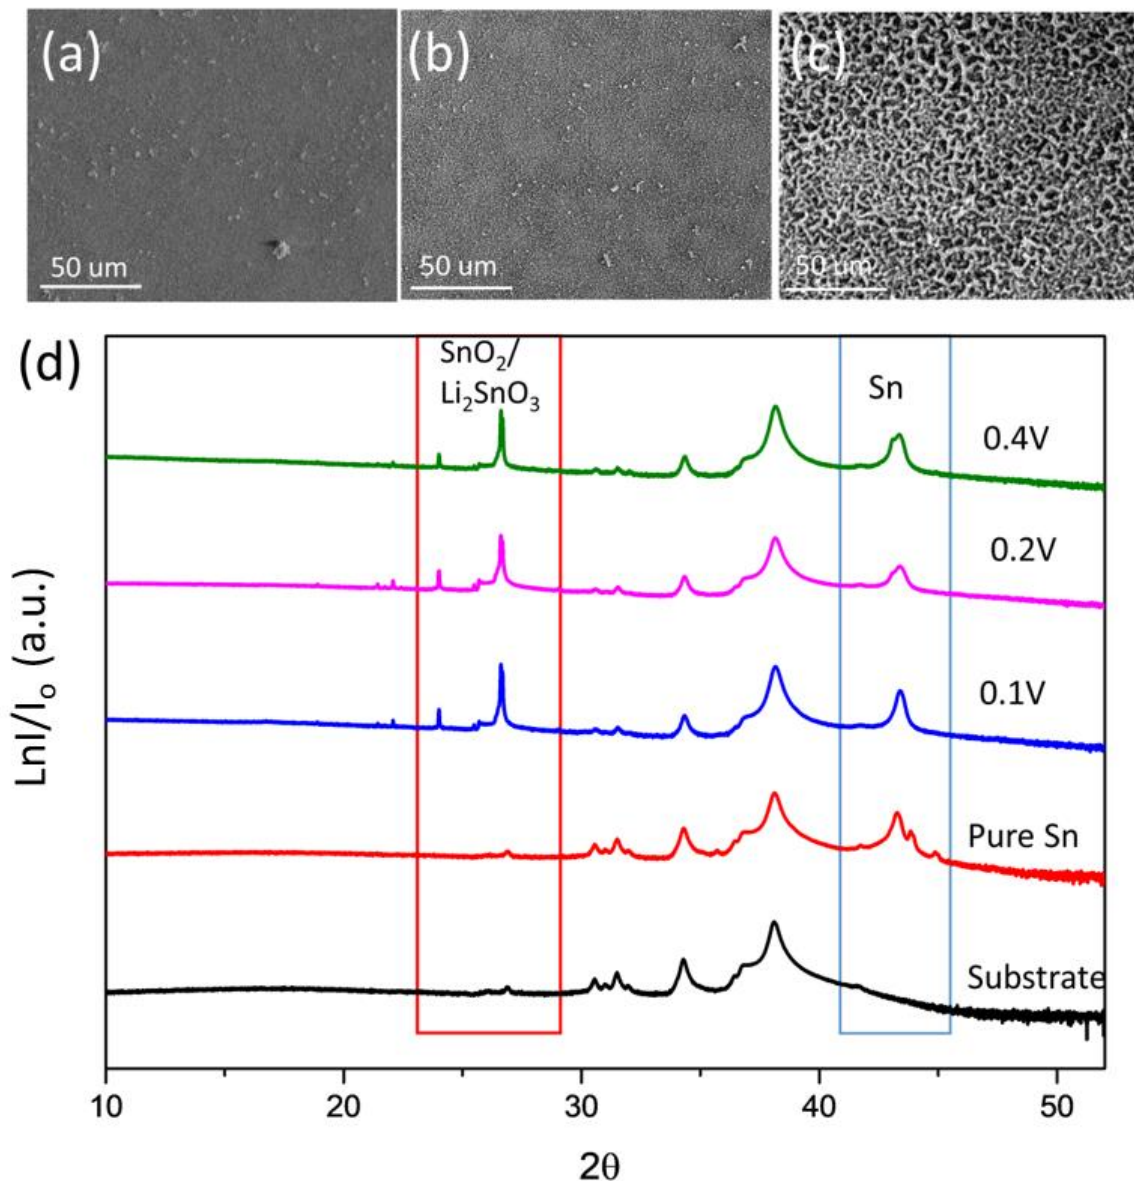 (a)
50 um
(b)
50 um
(c)
50 um
(d)
SnO₂/
Li₂SnO₃
Sn
0.4V
0.2V
0.1V
Pure Sn
Substrate
LnI/Iₒ (a.u.)
10
20
30
40
50
2θ